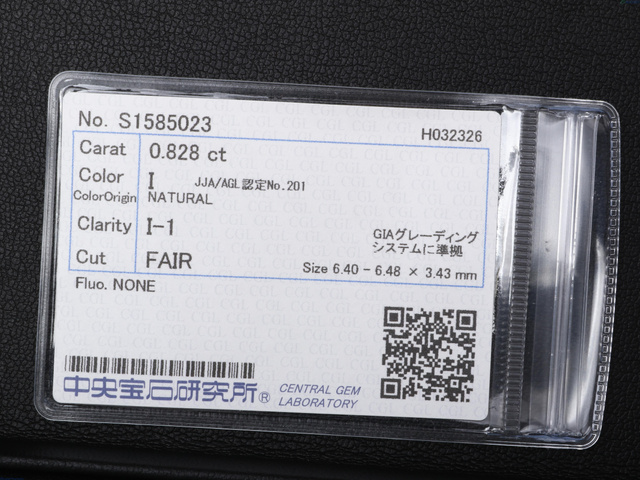 No. S1585023
H032326
Carat 0.828 ct
Color I JJA/AGL認定No.201
ColorOrigin NATURAL
Clarity I-1
GIAグレーディング
システムに準拠
Cut FAIR
Size 6.40 - 6.48 × 3.43 mm
Fluo. NONE
中央宝石研究所® CENTRAL GEM
LABORATORY